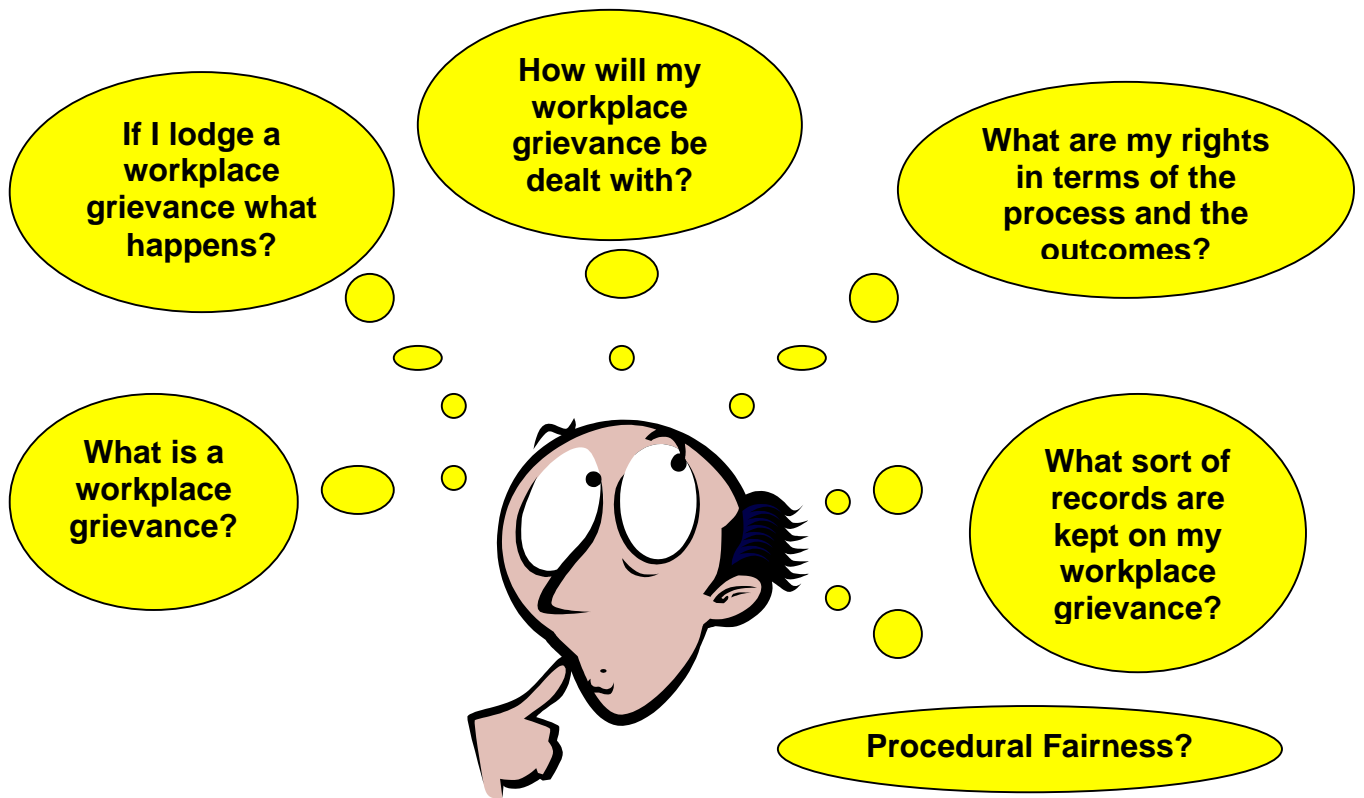 How will my
workplace
grievance be
dealt with?
If I lodge a
workplace
grievance what
happens?
What are my rights
in terms of the
process and the
outcomes?
What is a
workplace
grievance?
What sort of
records are
kept on my
workplace
grievance?
Procedural Fairness?